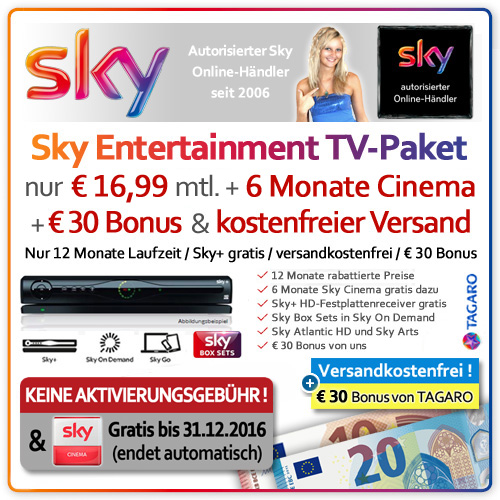 sky
Autorisierter Sky
Online-Händler
seit 2006
sky
autorisierter
Online-Händler
Sky Entertainment TV-Paket
nur € 16,99 mtl. + 6 Monate Cinema
+ € 30 Bonus & kostenfreier Versand
Nur 12 Monate Laufzeit / Sky+ gratis / versandkostenfrei / € 30 Bonus
sky
Abbildungsbeispiel
Sky+
Sky On Demand
Sky Go
sky
BOX SETS
12 Monate rabattierte Preise
6 Monate Sky Cinema gratis dazu
Sky+ HD-Festplattenreceiver gratis
Sky Box Sets in Sky On Demand
Sky Atlantic HD und Sky Arts
€ 30 Bonus von uns
TAGARO
KEINE AKTIVIERUNGSGEBÜHR !
& sky
CINEMA
Gratis bis 31.12.2016
(endet automatisch)
Versandkostenfrei !
+ € 30 Bonus von TAGARO
10
20